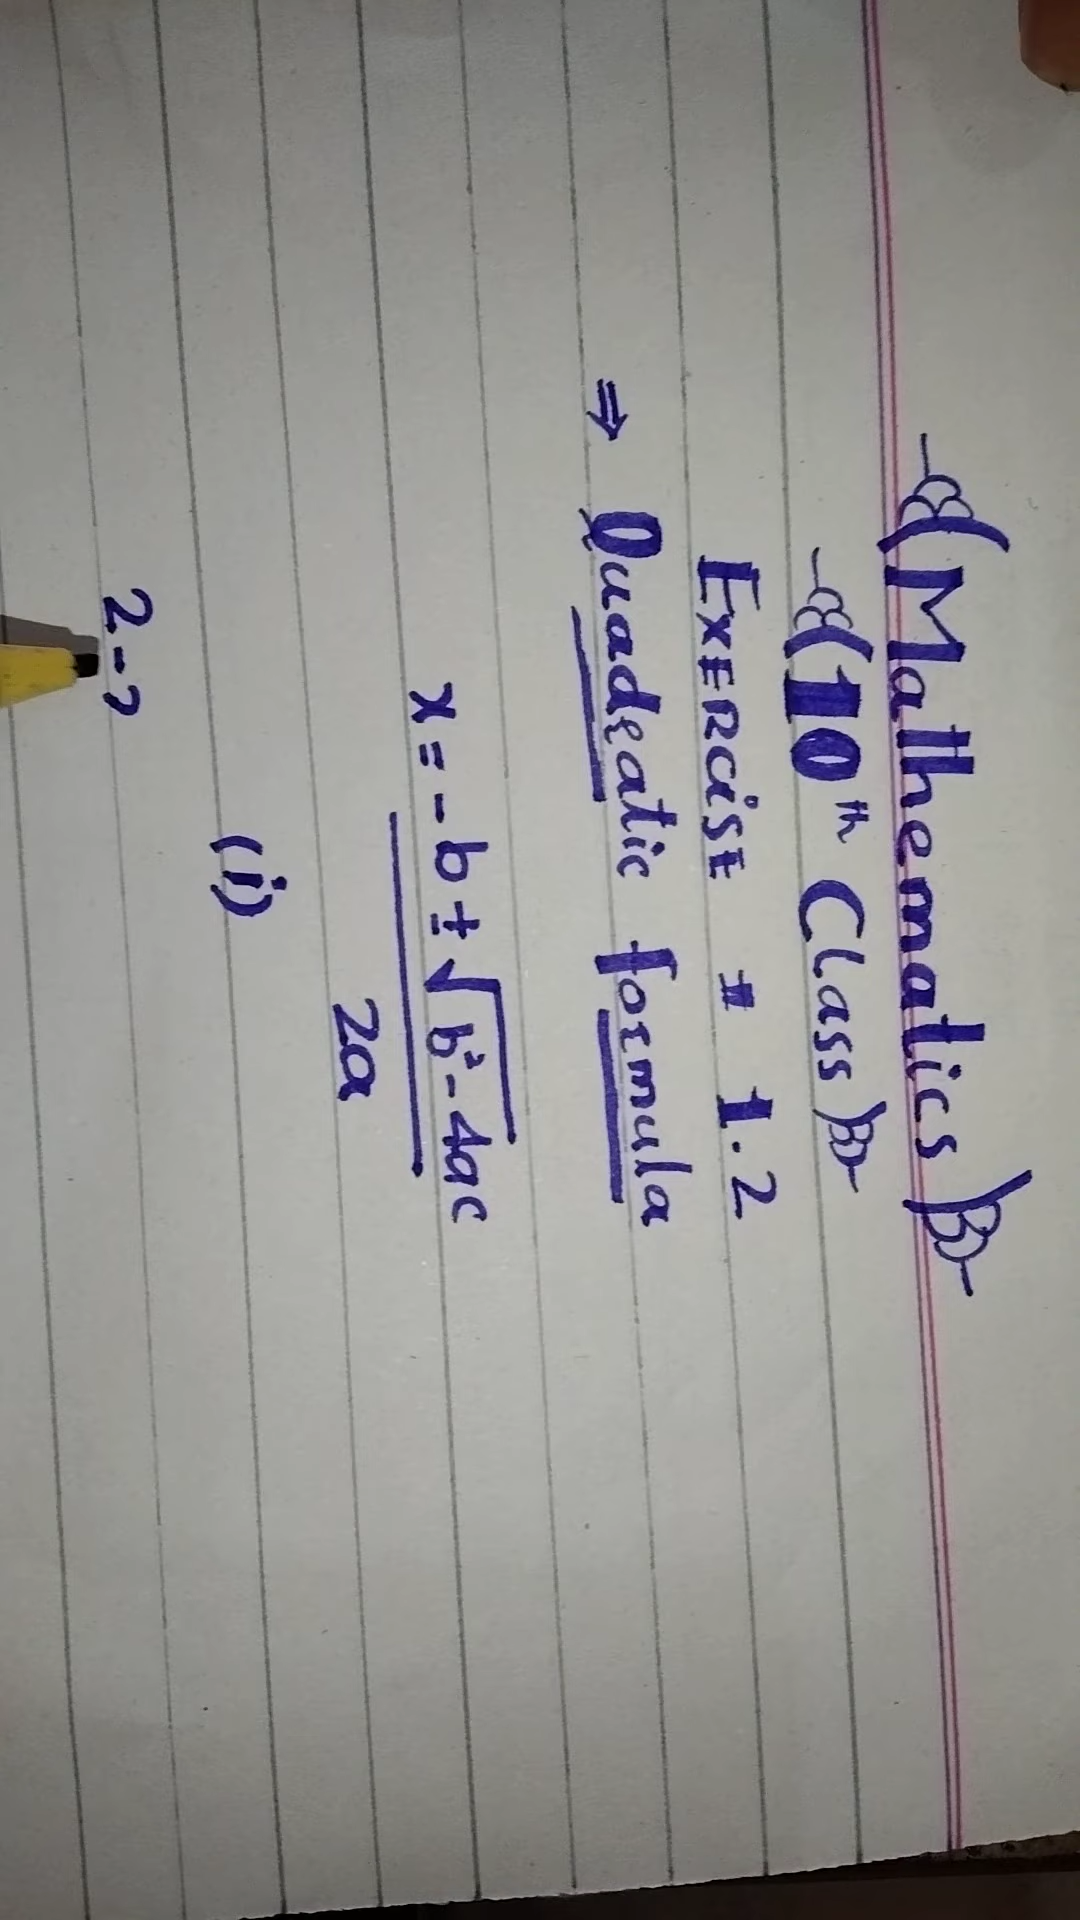 (Mathematics)
(10th Class)
EXERCISE # 1.2
⇒ Quadratic formula
x = -b ± √b² - 4ac
2a
(i)
2 -